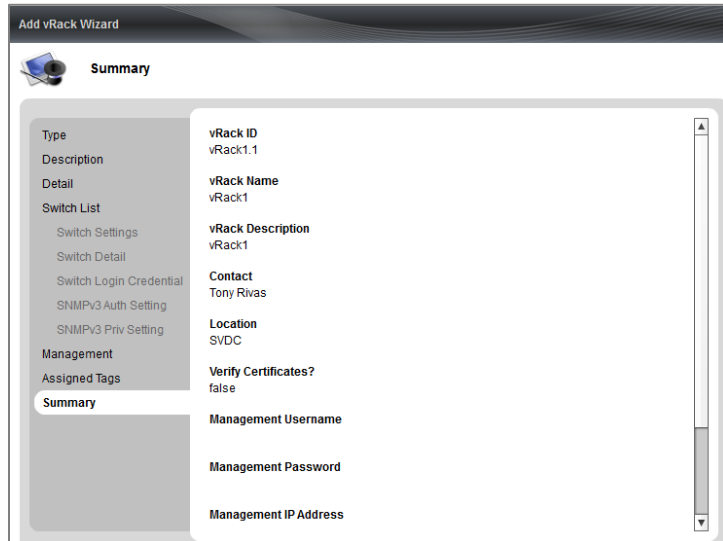 Add vRack Wizard
Summary
Type
Description
Detail
Switch List
Switch Settings
Switch Detail
Switch Login Credential
SNMPv3 Auth Setting
SNMPv3 Priv Setting
Management
Assigned Tags
Summary
vRack ID
vRack1.1
vRack Name
vRack1
vRack Description
vRack1
Contact
Tony Rivas
Location
SVDC
Verify Certificates?
false
Management Username
Management Password
Management IP Address